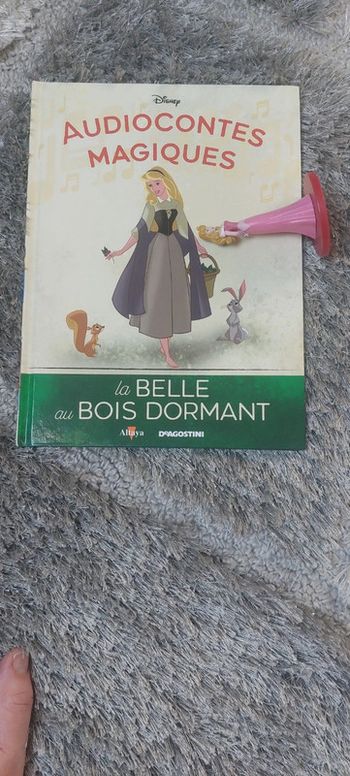 Disney
AUDIOCONTES
MAGIQUES
la BELLE
au BOIS DORMANT
Altaya DeAGOSTINI